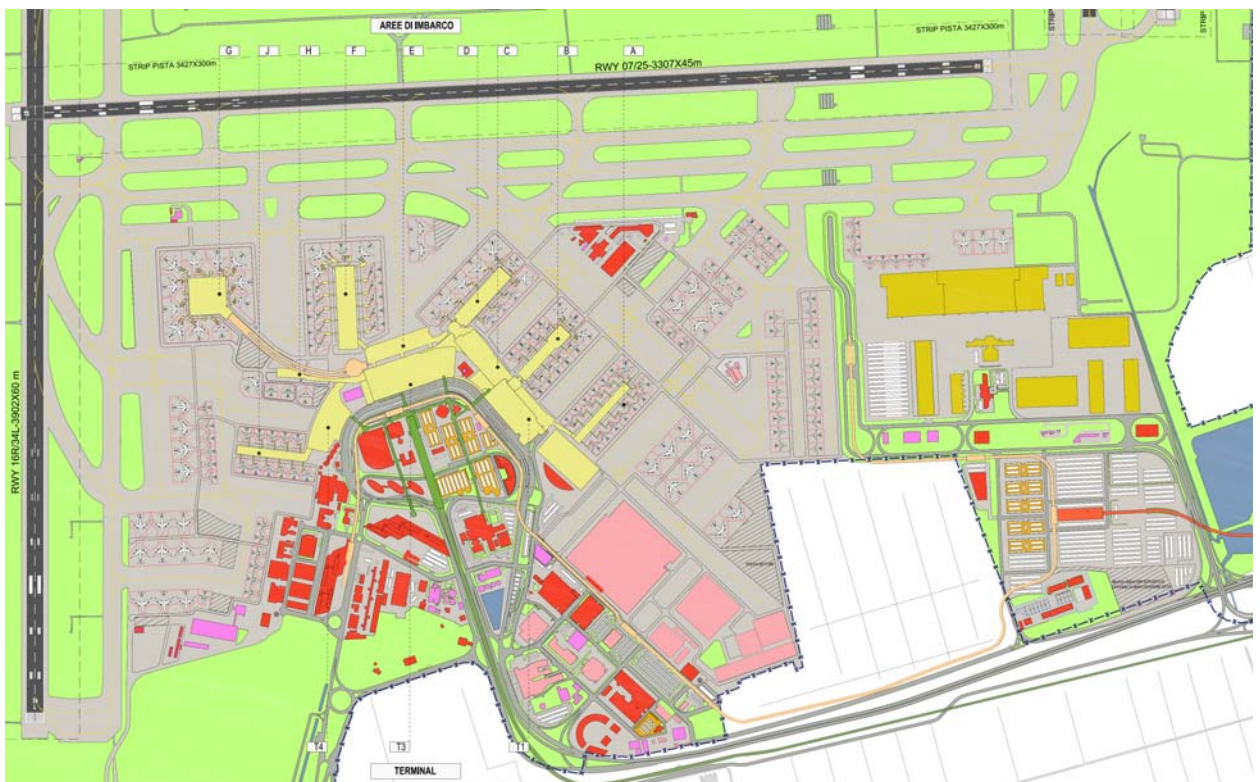 AREE DI IMBARCO
G J H F E D C B A
STRIP PISTA 3427X300m
STRIP PISTA 3427X300m
RWY 07/25-3307X45m
RWY 16R/34L-3902X60 m
T4 T3 T1
TERMINAL